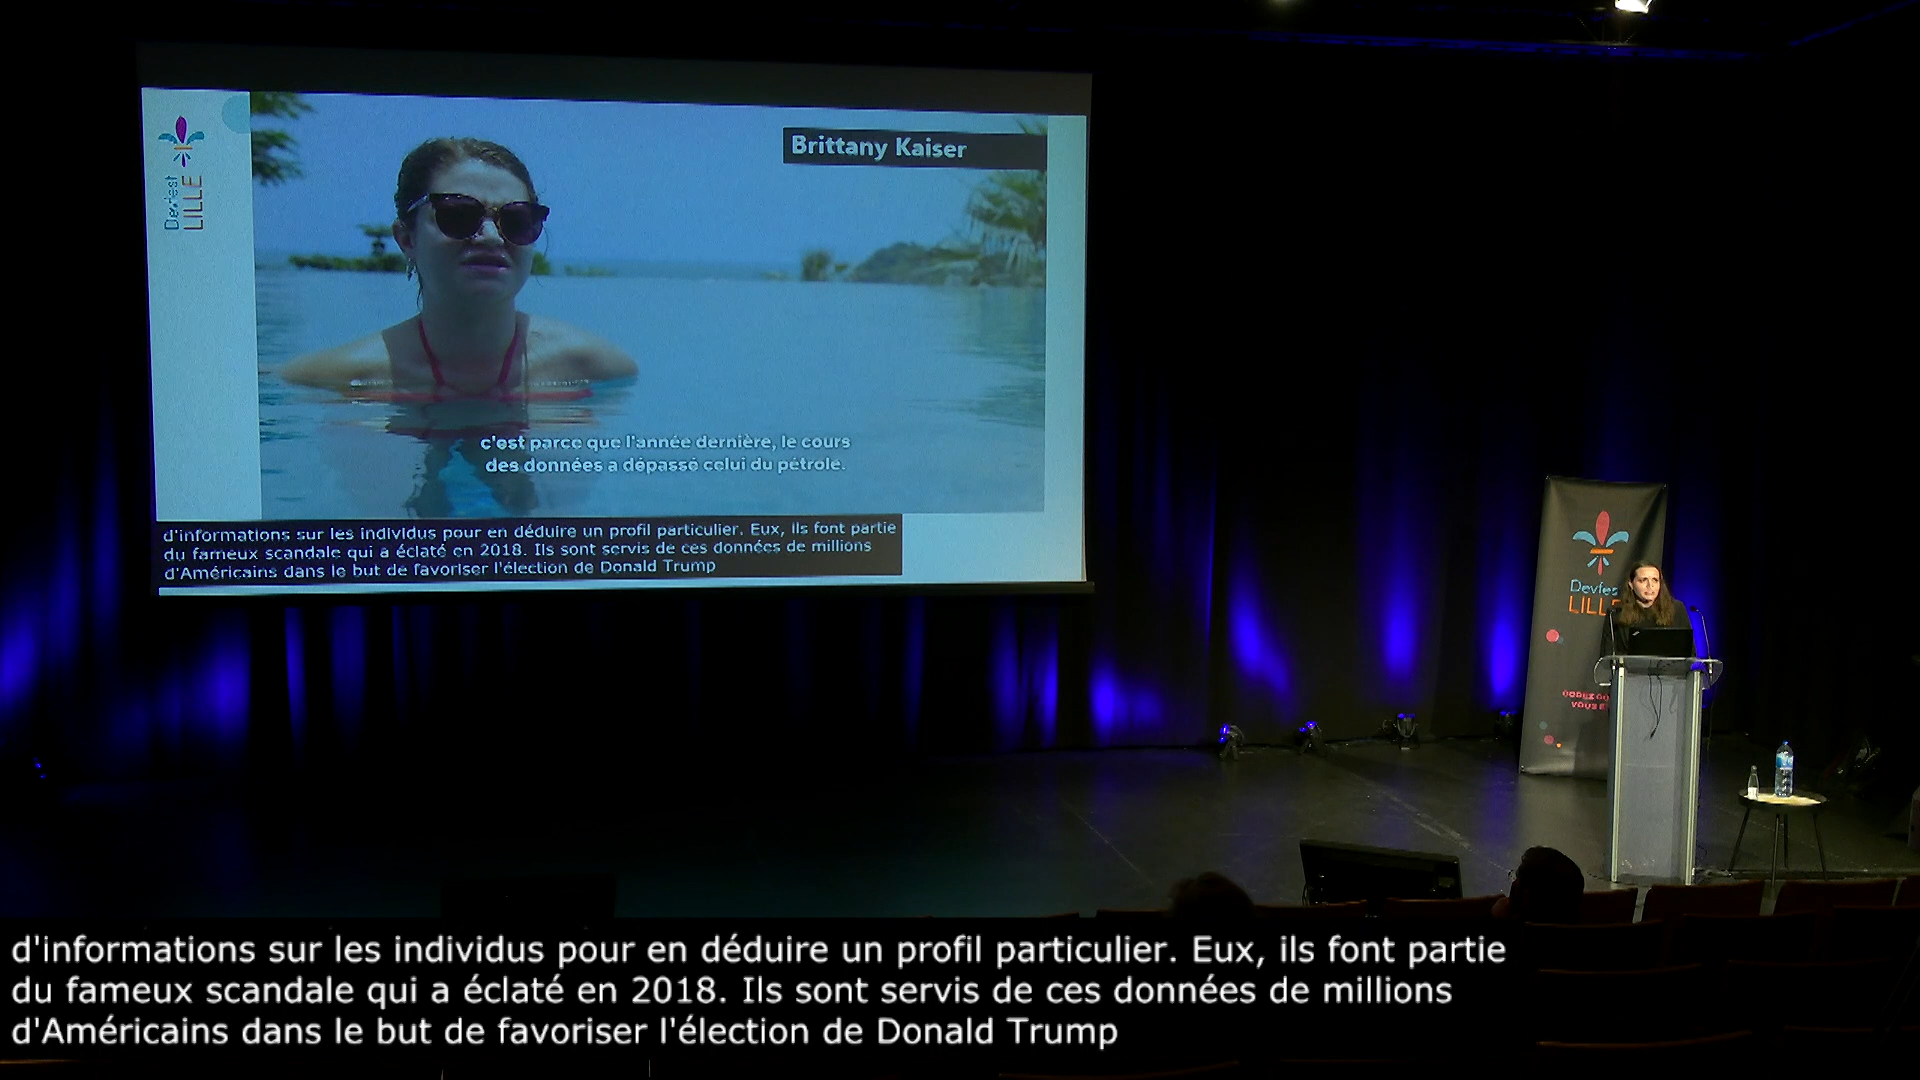 Devfest
LILLE
Brittany Kaiser
c'est parce que l'année dernière, le cours
des données a dépassé celui du pétrole.
d'informations sur les individus pour en déduire un profil particulier. Eux, ils font partie
du fameux scandale qui a éclaté en 2018. Ils sont servis de ces données de millions
d'Américains dans le but de favoriser l'élection de Donald Trump
Devfes
LILLE
CODEZ
VOUS
d'informations sur les individus pour en déduire un profil particulier. Eux, ils font partie
du fameux scandale qui a éclaté en 2018. Ils sont servis de ces données de millions
d'Américains dans le but de favoriser l'élection de Donald Trump